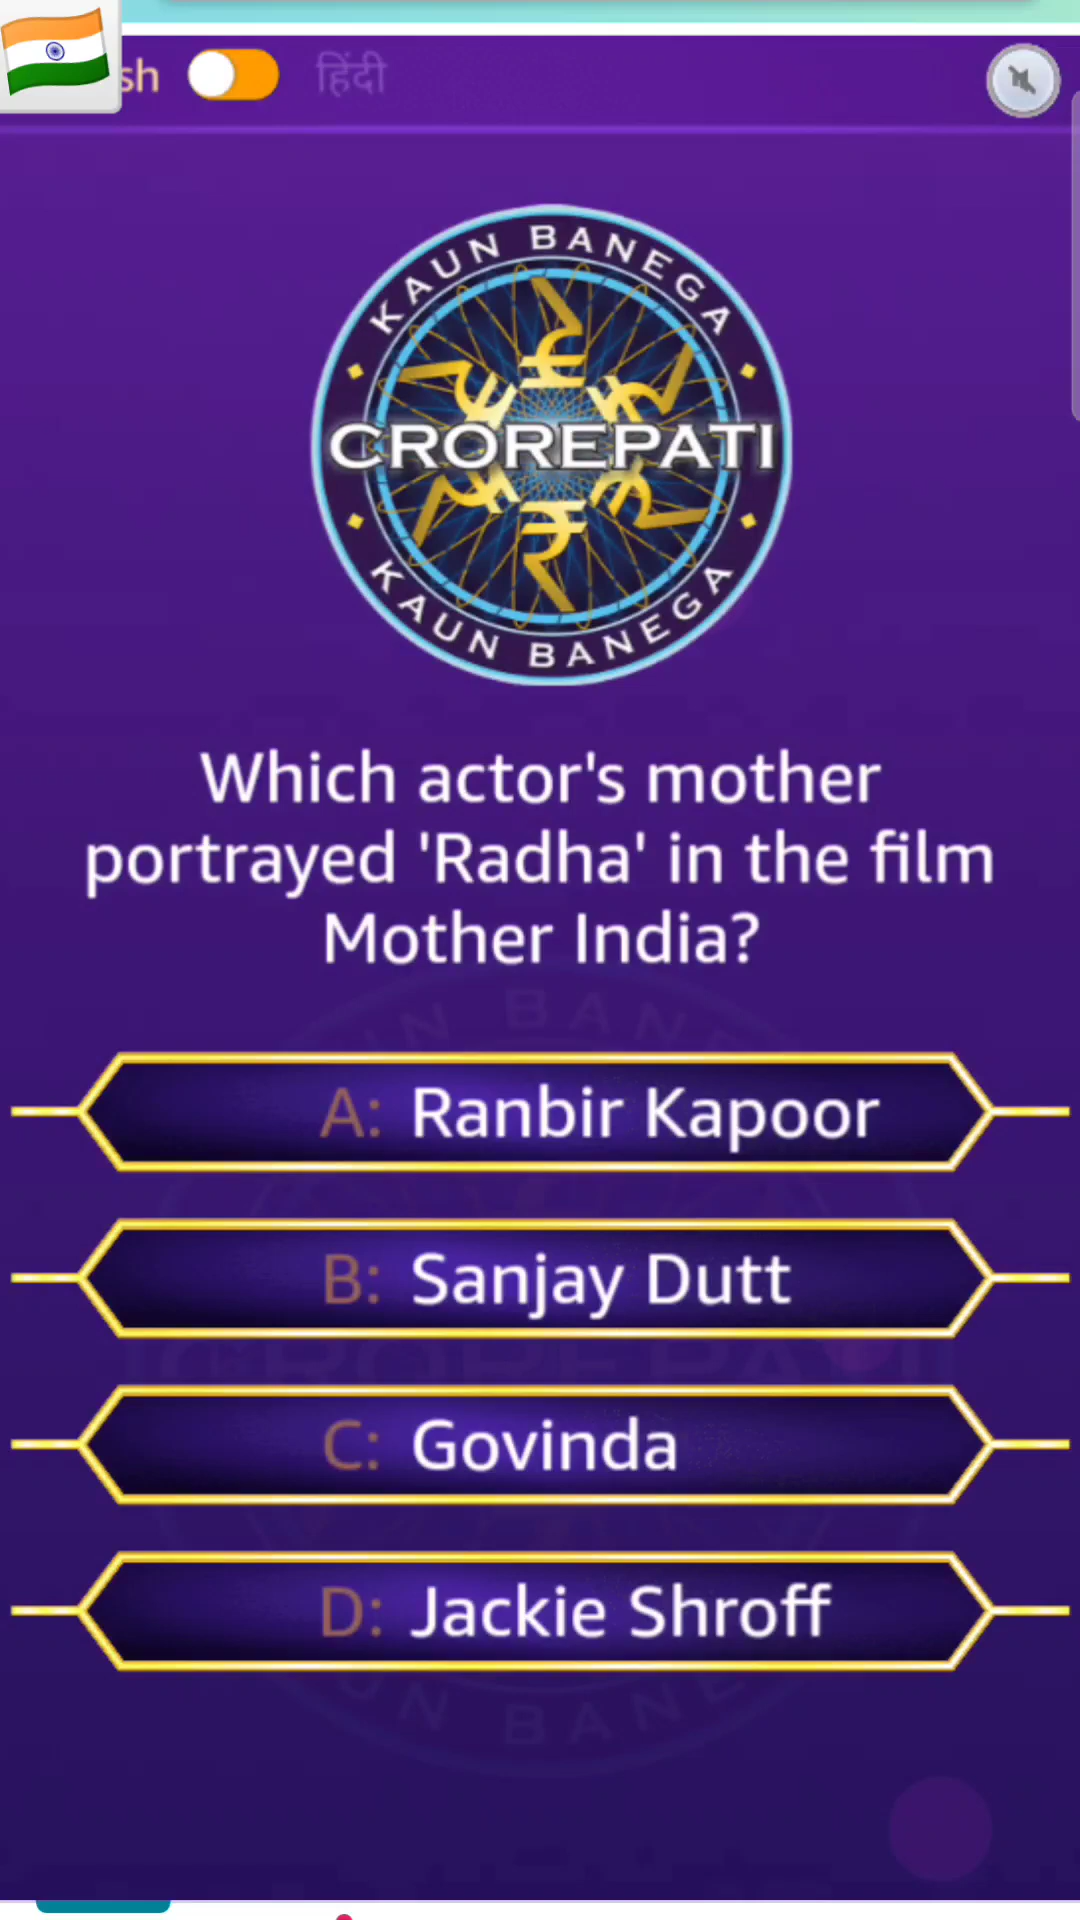 sh हिंदी
KAUN BANEGA
CROREPATI
KAUN BANEGA
Which actor's mother
portrayed 'Radha' in the film
Mother India?
A: Ranbir Kapoor
B: Sanjay Dutt
C: Govinda
D: Jackie Shroff